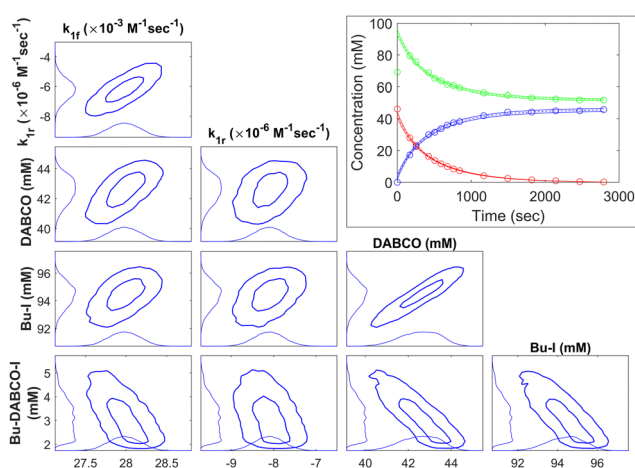 k1f (×10-3 M-1sec-1)
k1r (×10-6 M-1sec-1)
-4
-6
-8
k1r (×10-6 M-1sec-1)
100
80
60
40
20
0
Concentration (mM)
0 1000 2000 3000
Time (sec)
DABCO (mM)
44
42
40
DABCO (mM)
Bu-I (mM)
96
94
92
Bu-I (mM)
Bu-DABCO-I
(mM)
5
4
3
2
27.5 28 28.5
-9 -8 -7
40 42 44
92 94 96